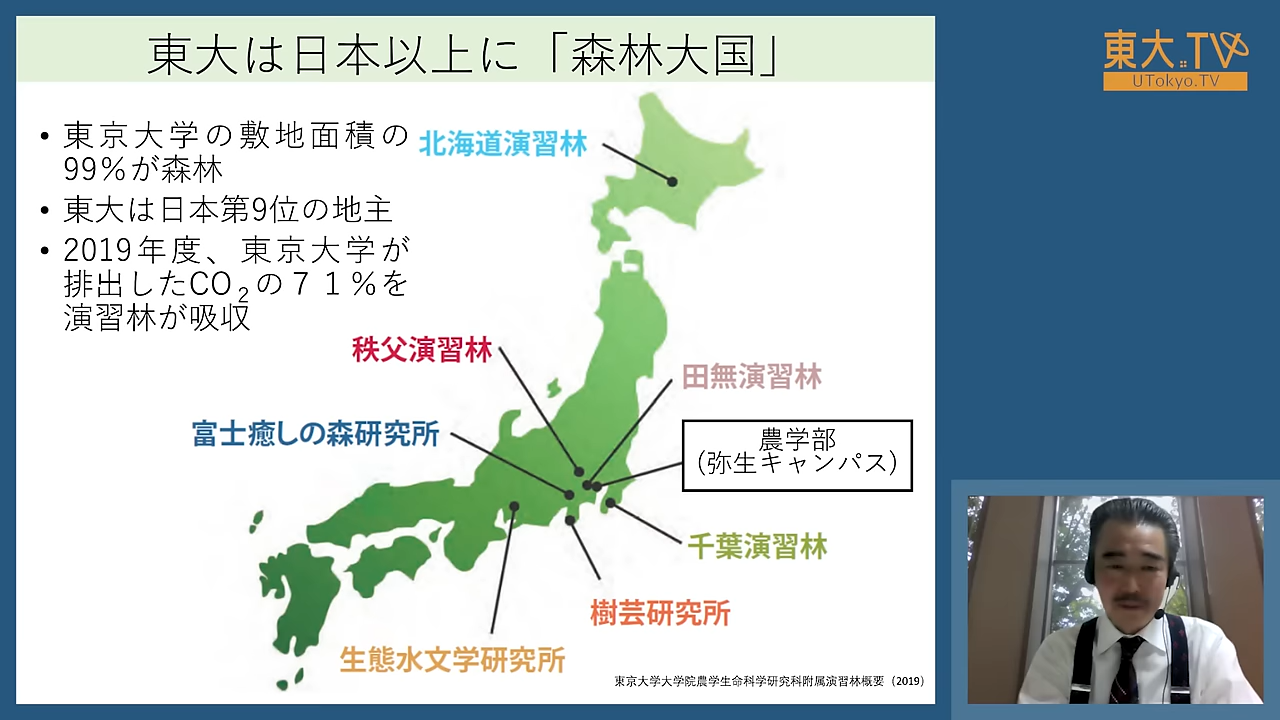 東大は日本以上に「森林大国」
• 東京大学の敷地面積の
99%が森林
• 東大は日本第9位の地主
• 2019年度、東京大学が
排出したCO₂の71%を
演習林が吸収
北海道演習林
秩父演習林
田無演習林
富士癒しの森研究所
農学部
(弥生キャンパス)
千葉演習林
樹芸研究所
生態水文学研究所
東京大学大学院農学生命科学研究科附属演習林概要(2019)
東大TV
UTokyo.TV